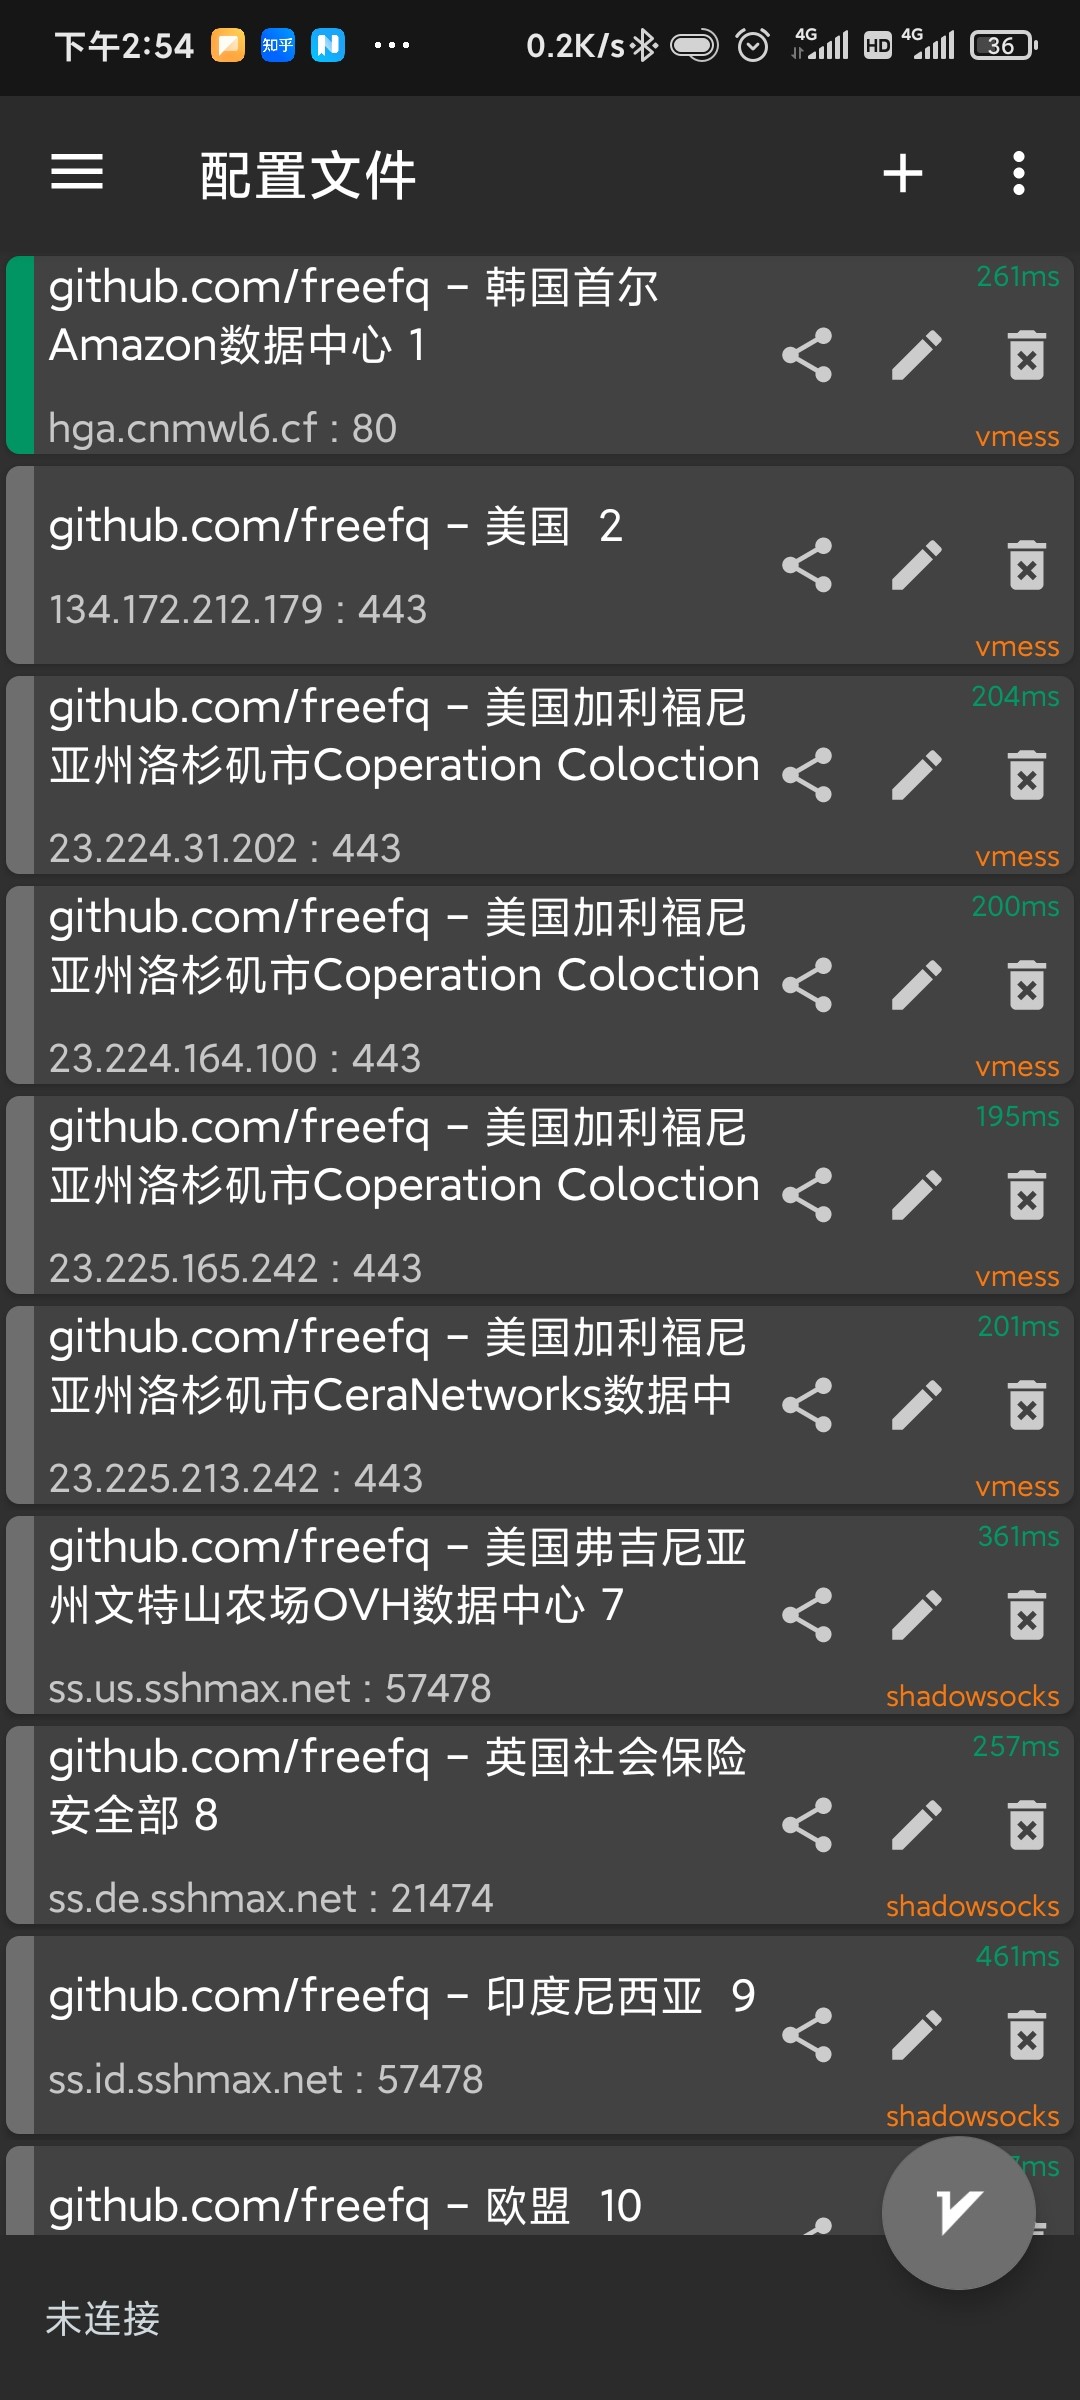 下午2:54 知乎 N ... 0.2K/s 4G HD 4G 36
配置文件
github.com/freefq – 韩国首尔
Amazon数据中心 1
261ms
hga.cnmwl6.cf : 80
vmess
github.com/freefq – 美国 2
134.172.212.179 : 443
vmess
github.com/freefq – 美国加利福尼
亚州洛杉矶市Coperation Coloction
204ms
23.224.31.202 : 443
vmess
github.com/freefq – 美国加利福尼
亚州洛杉矶市Coperation Coloction
200ms
23.224.164.100 : 443
vmess
github.com/freefq – 美国加利福尼
亚州洛杉矶市Coperation Coloction
195ms
23.225.165.242 : 443
vmess
github.com/freefq – 美国加利福尼
亚州洛杉矶市CeraNetworks数据中
201ms
23.225.213.242 : 443
vmess
github.com/freefq – 美国弗吉尼亚
州文特山农场OVH数据中心 7
361ms
ss.us.sshmax.net : 57478
shadowsocks
github.com/freefq – 英国社会保险
安全部 8
257ms
ss.de.sshmax.net : 21474
shadowsocks
github.com/freefq – 印度尼西亚 9
461ms
ss.id.sshmax.net : 57478
shadowsocks
github.com/freefq – 欧盟 10
未连接